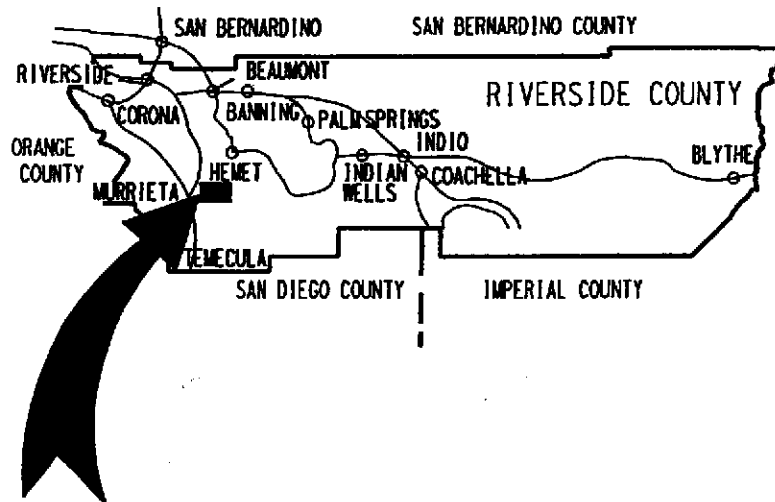 SAN BERNARDINO
SAN BERNARDINO COUNTY
RIVERSIDE
BEAUMONT
RIVERSIDE COUNTY
CORONA
BANNING
PALM SPRINGS
ORANGE
COUNTY
INDIO
BLYTHE
HEMET
MURRIETA
INDIAN
WELLS
COACHELLA
TEMECULA
SAN DIEGO COUNTY
IMPERIAL COUNTY